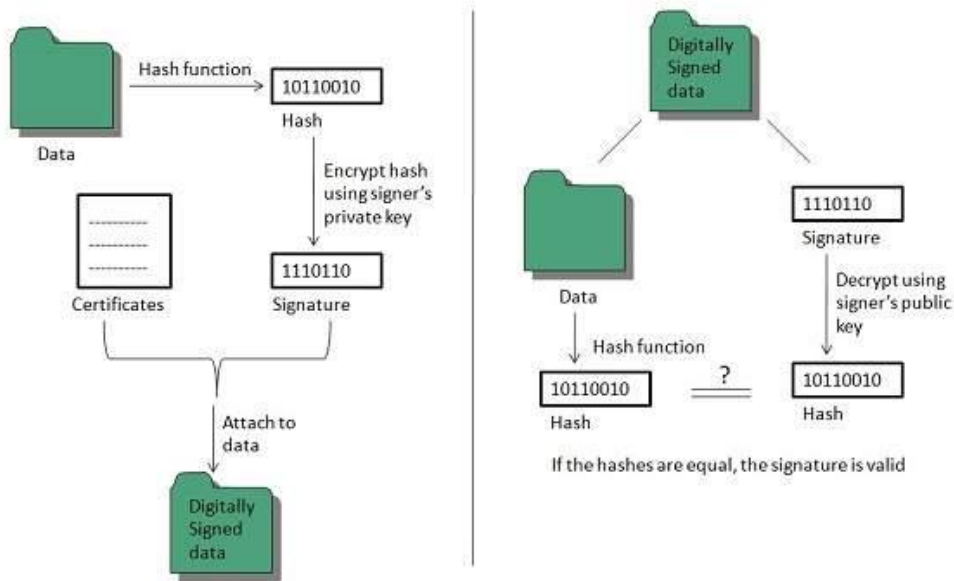 Hash function
10110010
Hash
Data
Encrypt hash
using signer's
private key
1110110
Certificates
Signature
Attach to
data
Digitally
Signed
data
Digitally
Signed
data
1110110
Signature
Data
Decrypt using
signer's public
key
Hash function
10110010
Hash
?
10110010
Hash
If the hashes are equal, the signature is valid